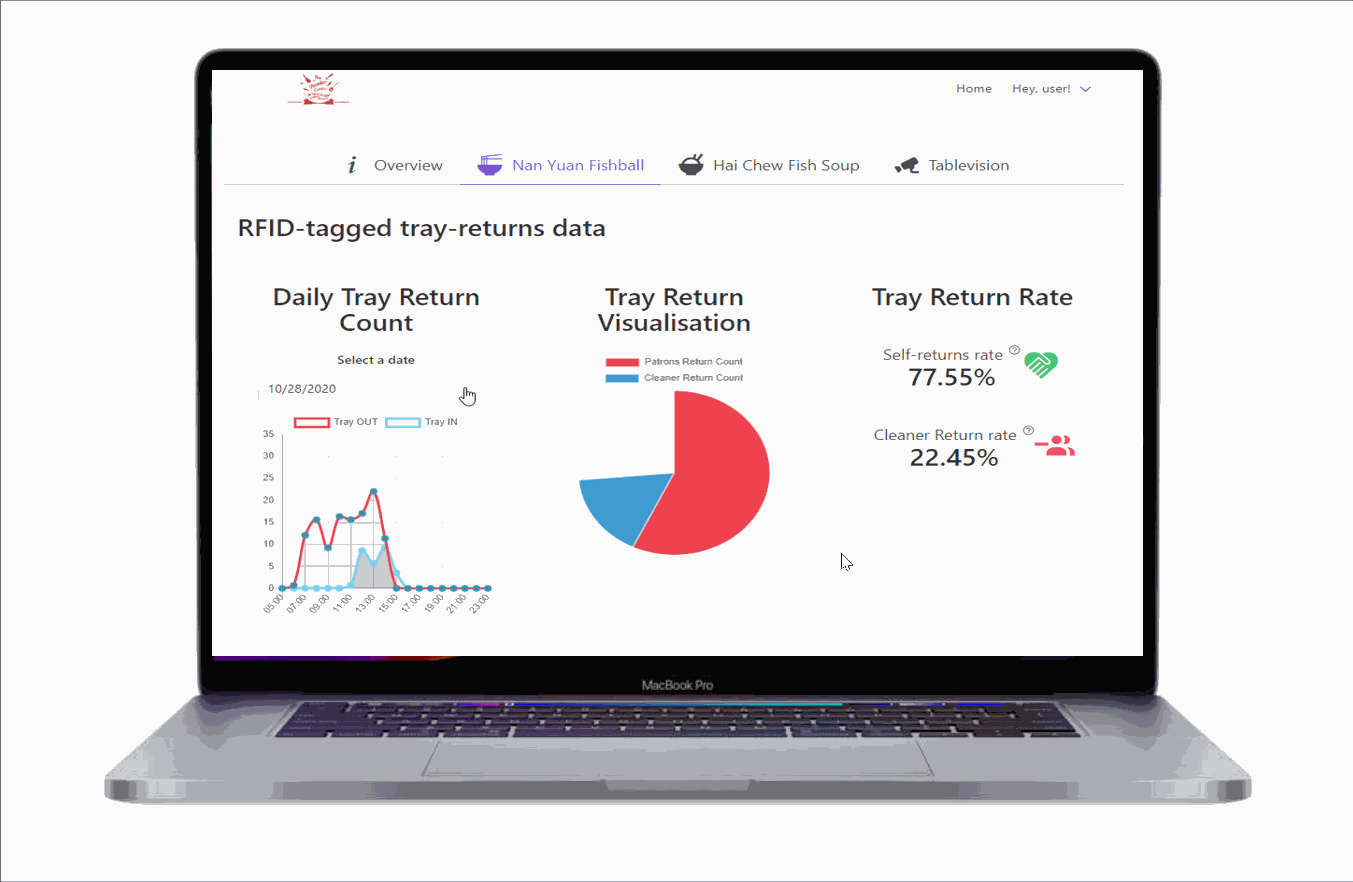 Home Hey, user!
Overview Nan Yuan Fishball Hai Chew Fish Soup Tablevision
RFID-tagged tray-returns data
Daily Tray Return
Count
Select a date
10/28/2020
Tray OUT Tray IN
35
30
25
20
15
10
5
0
05:00 07:00 09:00 11:00 13:00 15:00 17:00 19:00 21:00 23:00
Tray Return
Visualisation
Patrons Return Count
Cleaner Return Count
Tray Return Rate
Self-returns rate ?
77.55%
Cleaner Return rate ?
22.45%
MacBook Pro